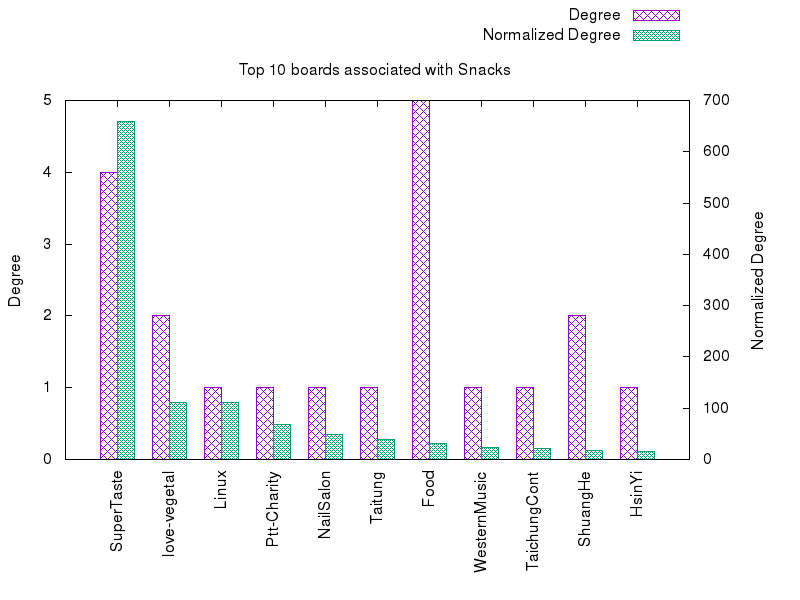 Degree
Normalized Degree
Top 10 boards associated with Snacks
5
4
3
2
1
0
700
600
500
400
300
200
100
0
Degree
Normalized Degree
SuperTaste
love-vegetal
Linux
Ptt-Charity
NailSalon
Taitung
Food
WesternMusic
TaichungCont
ShuangHe
HsinYi